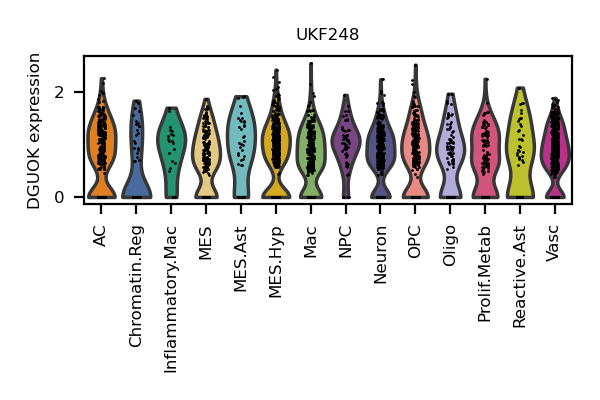 UKF248
DGUOK expression
2
0
AC
Chromatin.Reg
Inflammatory.Mac
MES
MES.Ast
MES.Hyp
Mac
NPC
Neuron
OPC
Oligo
Prolif.Metab
Reactive.Ast
Vasc